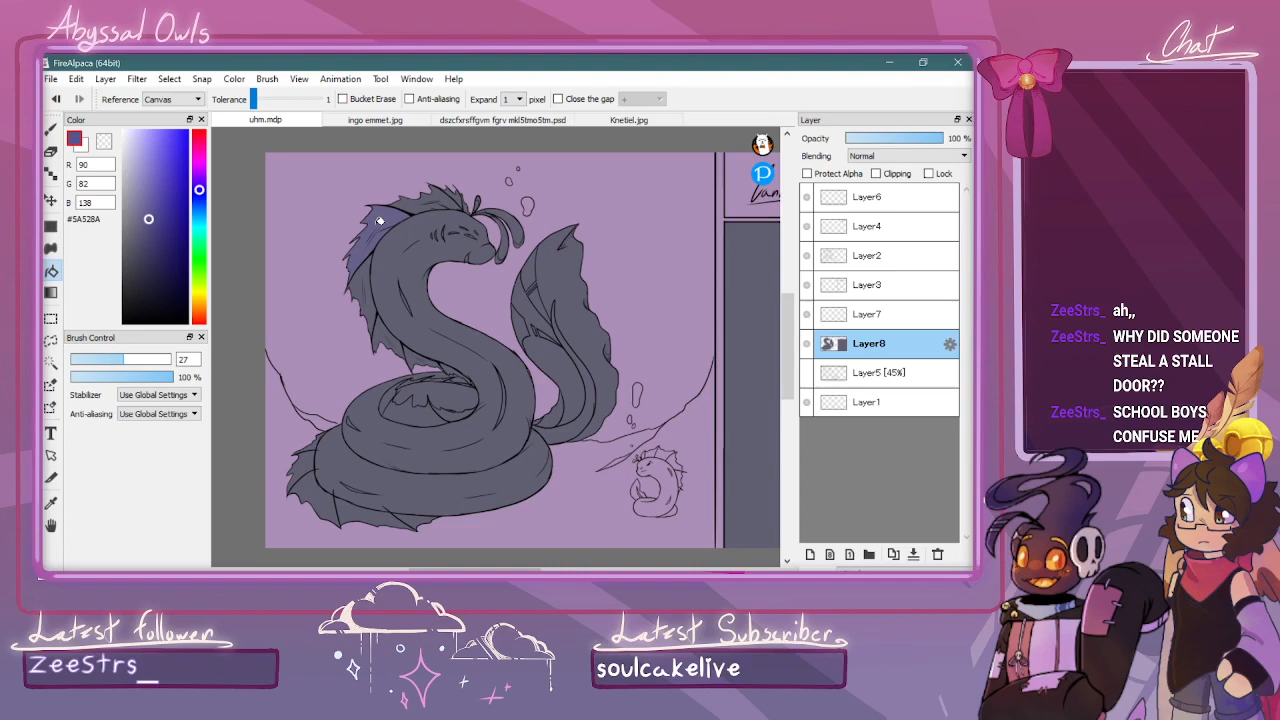 Abyssal Owls
Chat
FireAlpaca (64bit)
File Edit Layer Filter Select Snap Color Brush View Animation Tool Window Help
Reference Canvas Tolerance 1 Bucket Erase Anti-aliasing Expand 1 pixel Close the gap +
Color
uhm.mdp ingo emmet.jpg dszcfxsffgvm fgrv mkl5tmo5tm.psd Knetiel.jpg
Layer
R 90
G 82
B 138
#5A528A
Brush Control
27
100 %
Stabilizer Use Global Settings
Anti-aliasing Use Global Settings
T
P
Opacity 100 %
Blending Normal
Protect Alpha Clipping Lock
Layer6
Layer4
Layer2
Layer3
Layer7
Layer8
Layer5 [45%]
Layer1
ZeeStrs_ ah,,
ZeeStrs_ WHY DID SOMEONE
STEAL A STALL
DOOR??
ZeeStrs_ SCHOOL BOYS
CONFUSE ME
Latest follower
ZeeStrs_
Latest Subscriber
soulcakelive